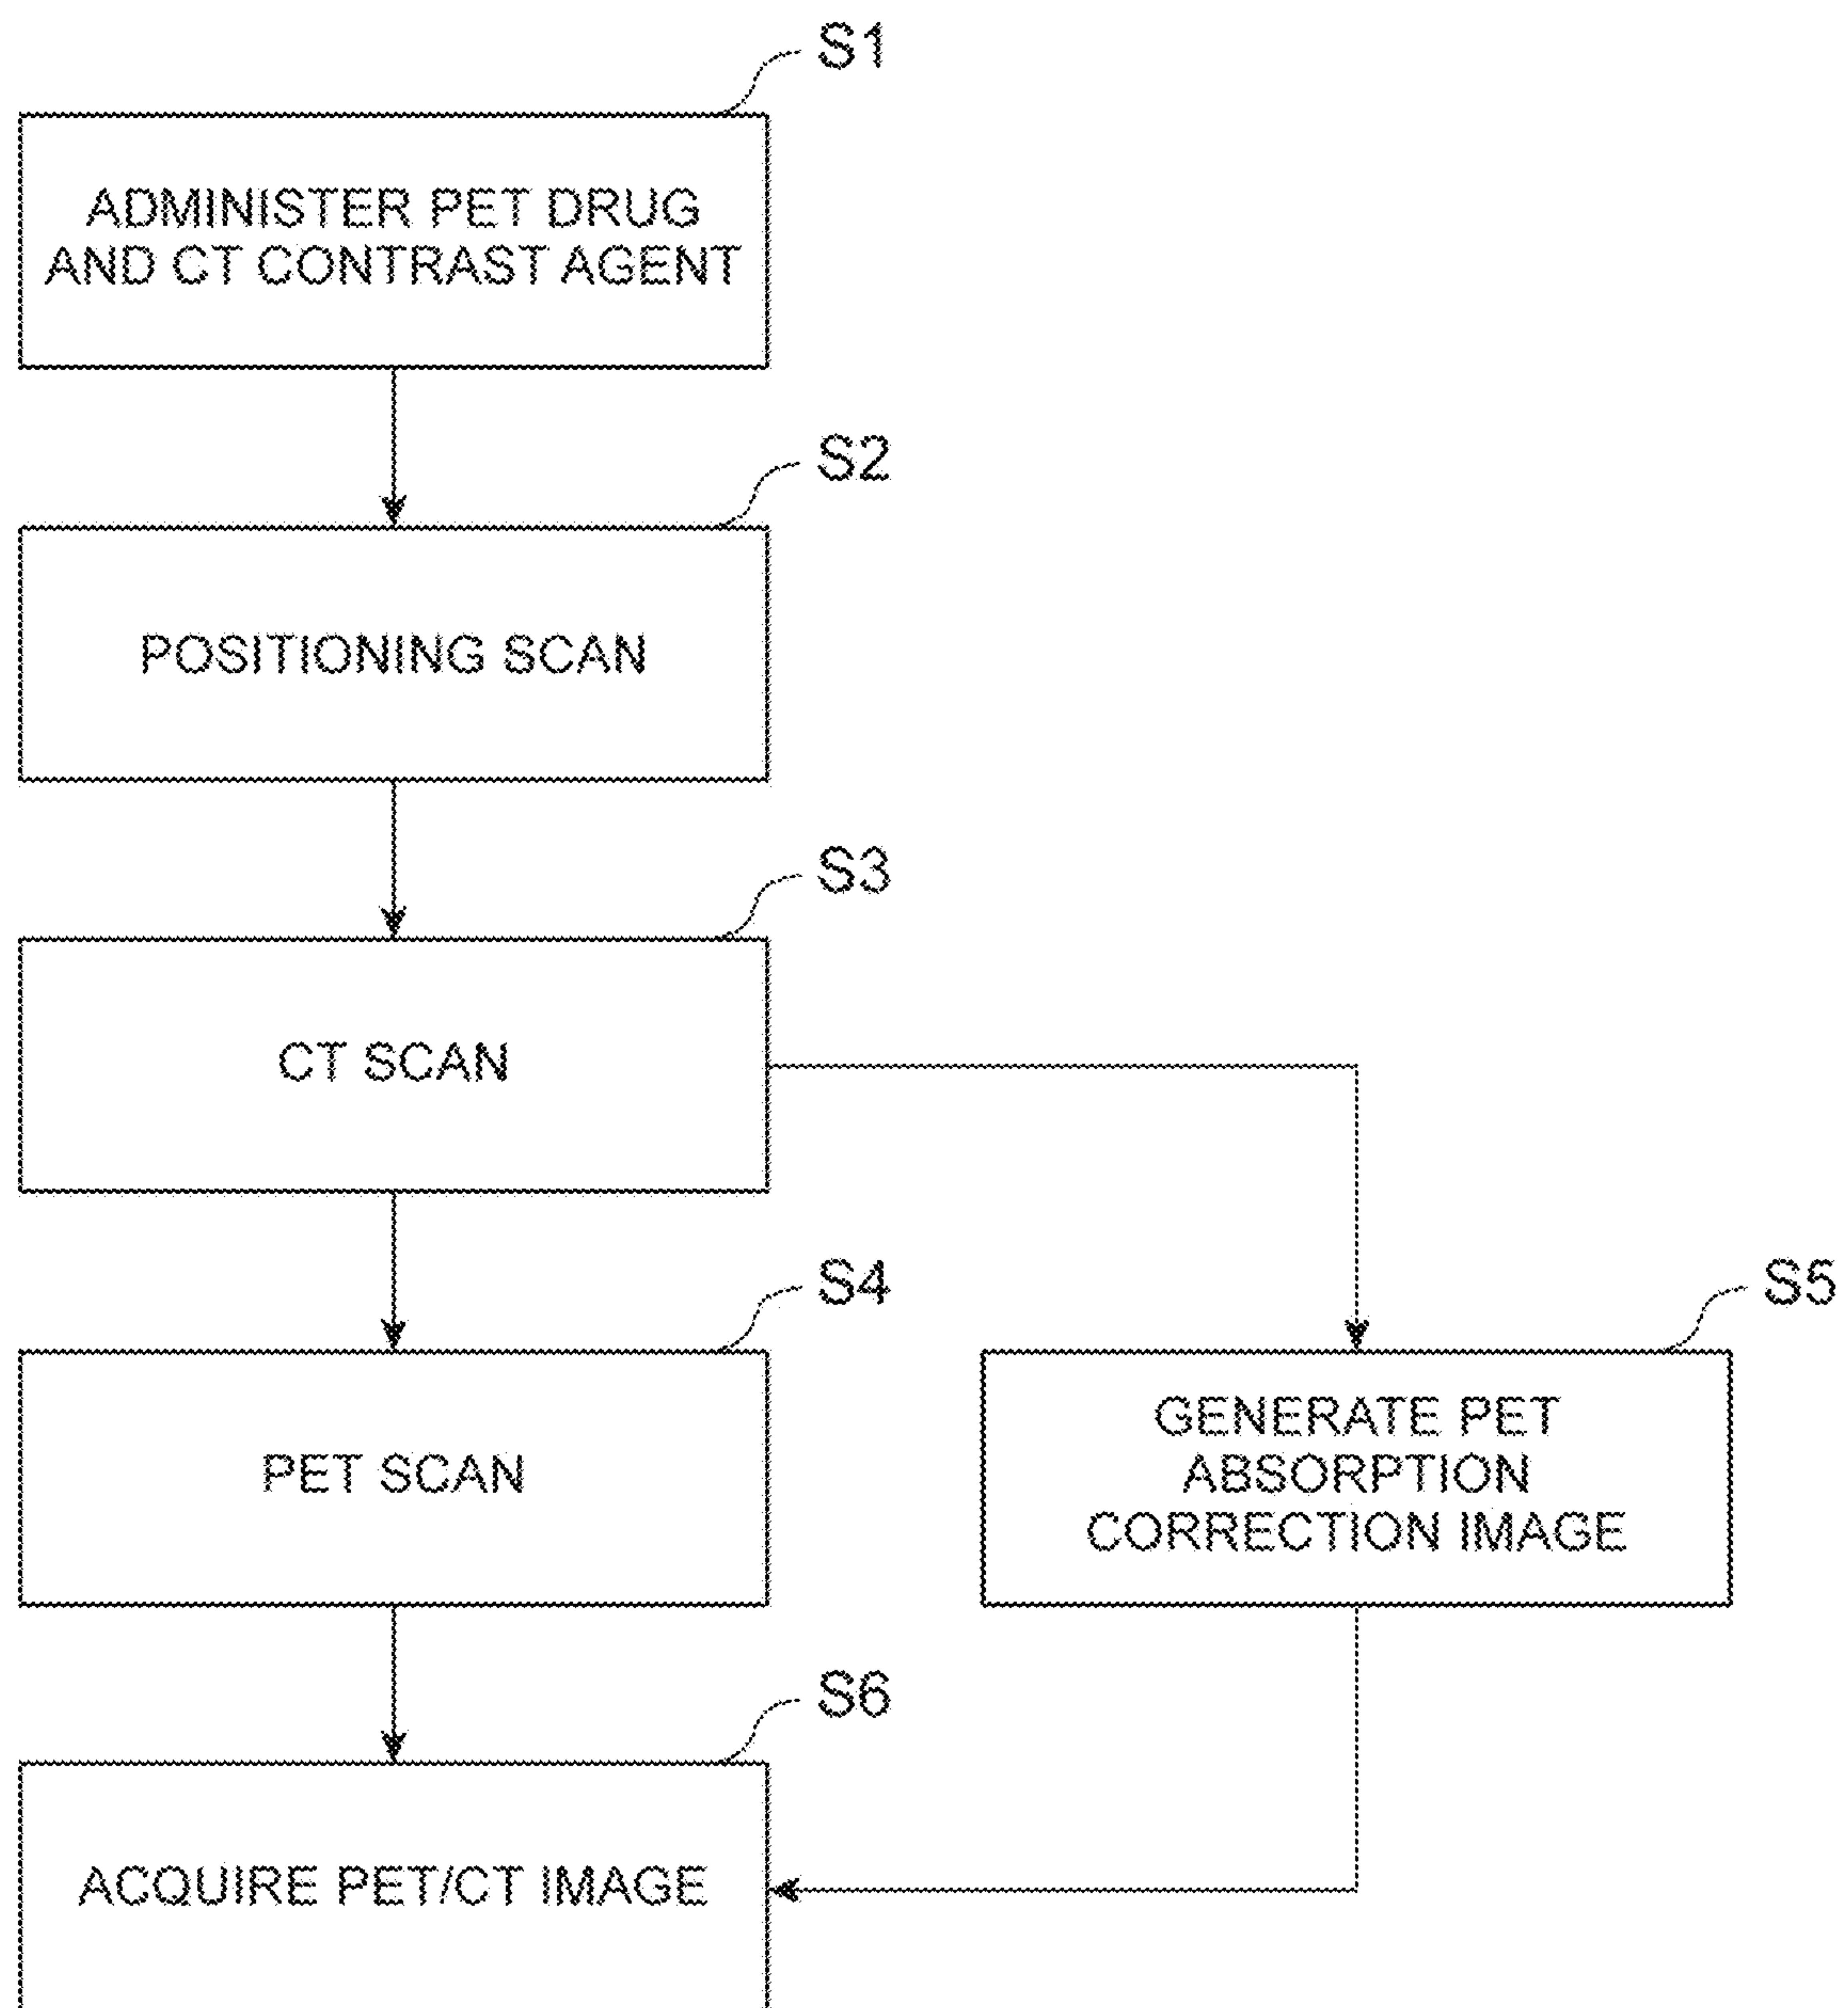 S1
ADMINISTER PET DRUG
AND CT CONTRAST AGENT
S2
POSITIONING SCAN
S3
CT SCAN
S4
PET SCAN
S5
GENERATE PET
ABSORPTION
CORRECTION IMAGE
S6
ACQUIRE PET/CT IMAGE